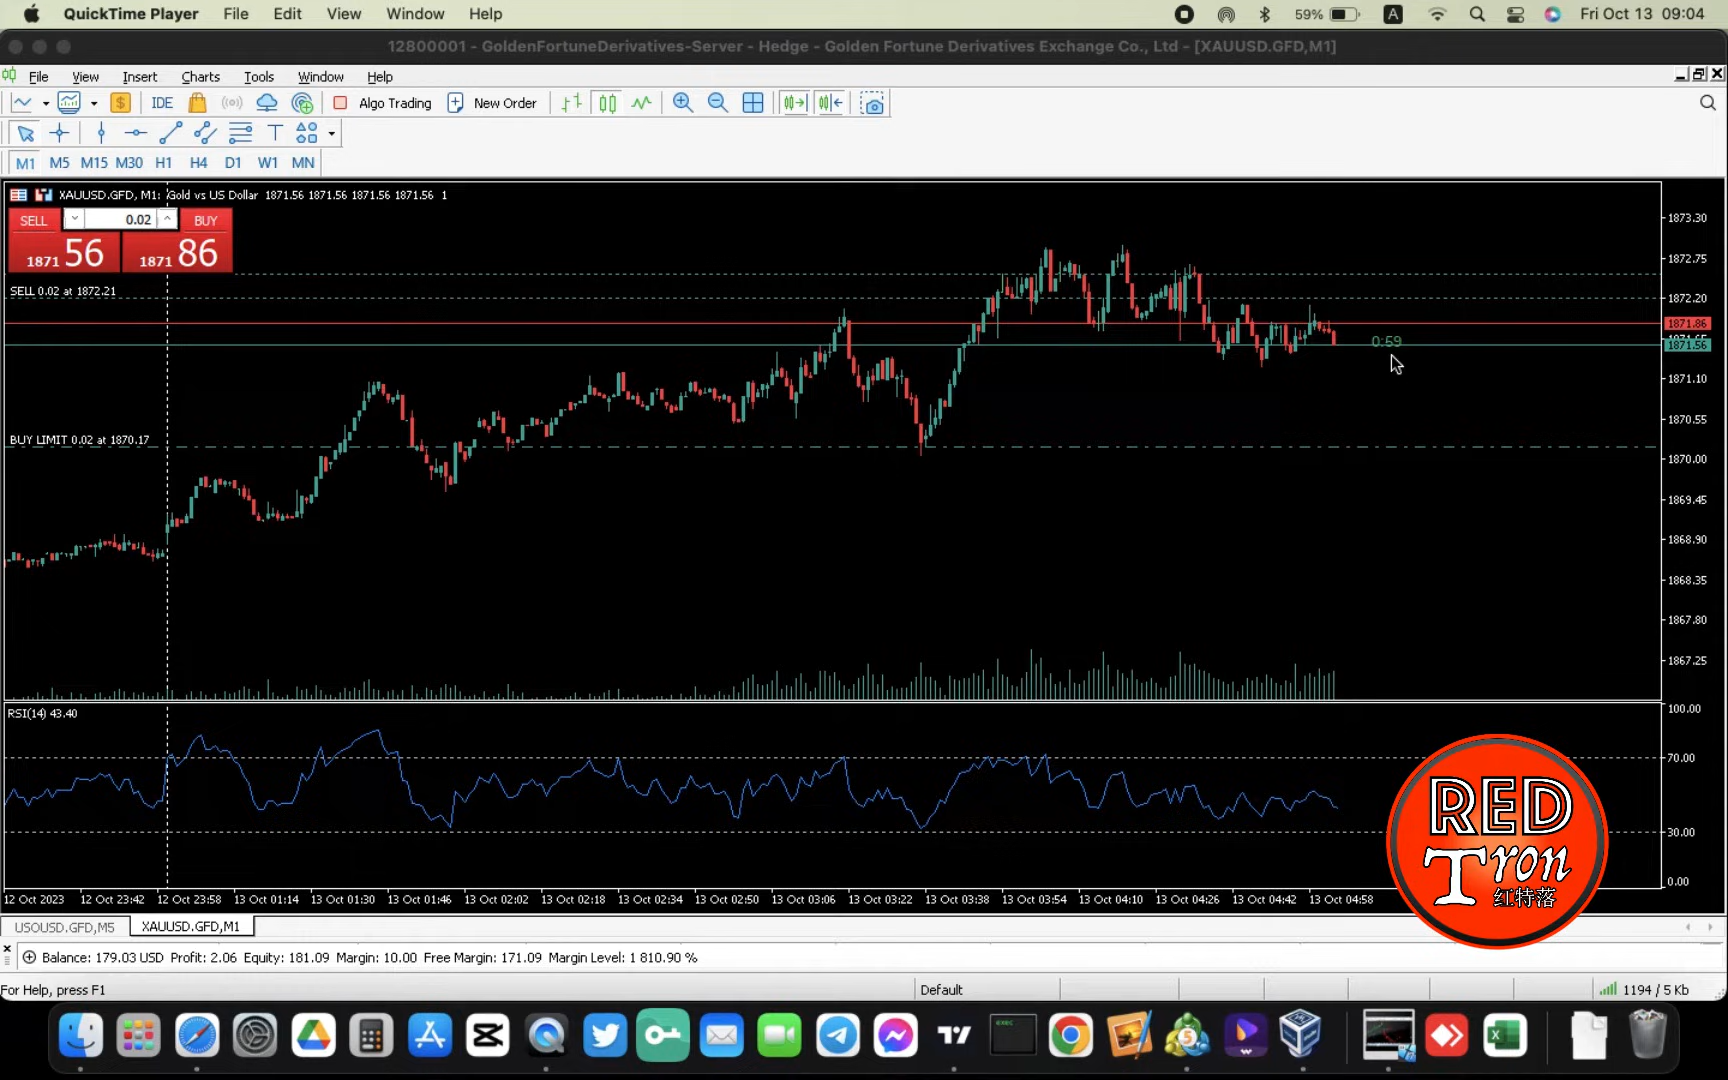 QuickTime Player File Edit View Window Help 59% A Fri Oct 13 09:04
12800001 - GoldenFortuneDerivatives-Server - Hedge - Golden Fortune Derivatives Exchange Co., Ltd - [XAUUSD.GFD,M1]
File View Insert Charts Tools Window Help
IDE Algo Trading New Order
M1 M5 M15 M30 H1 H4 D1 W1 MN
XAUUSD.GFD, M1: Gold vs US Dollar 1871.56 1871.56 1871.56 1871.56 1
SELL 0.02 BUY
1871 56 1871 86
SELL 0.02 at 1872.21
BUY LIMIT 0.02 at 1870.17
0:59
1873.30
1872.75
1872.20
1871.86
1871.56
1871.10
1870.55
1870.00
1869.45
1868.90
1868.35
1867.80
1867.25
RSI(14) 43.40
100.00
70.00
30.00
0.00
RED
Tron
红特落
12 Oct 2023 12 Oct 23:42 12 Oct 23:58 13 Oct 01:14 13 Oct 01:30 13 Oct 01:46 13 Oct 02:02 13 Oct 02:18 13 Oct 02:34 13 Oct 02:50 13 Oct 03:06 13 Oct 03:22 13 Oct 03:38 13 Oct 03:54 13 Oct 04:10 13 Oct 04:26 13 Oct 04:42 13 Oct 04:58
USOUSD.GFD,M5 XAUUSD.GFD,M1
Balance: 179.03 USD Profit: 2.06 Equity: 181.09 Margin: 10.00 Free Margin: 171.09 Margin Level: 1 810.90 %
For Help, press F1 Default 1194 / 5 Kb